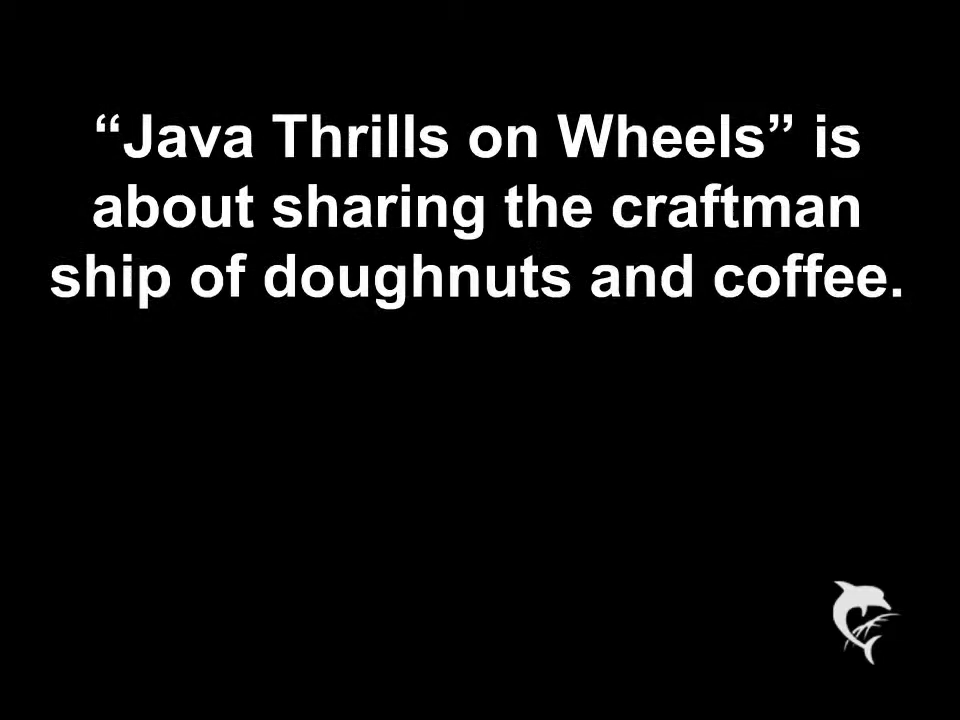 “Java Thrills on Wheels” is
about sharing the craftman
ship of doughnuts and coffee.